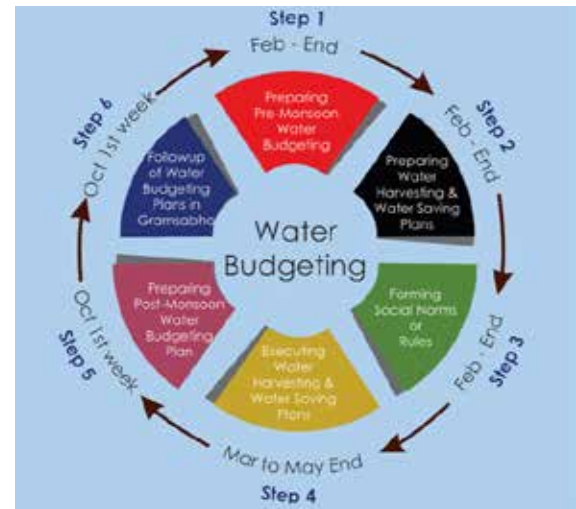 Step 1
Feb - End
Preparing
Pre-Monsoon
Water
Budgeting
Step 2
Feb - End
Preparing
Water
Harvesting &
Water Saving
Plans
Step 3
Feb - End
Forming
Social Norms
or
Rules
Step 4
Mar to May End
Executing
Water
Harvesting &
Water Saving
Plans
Step 5
Oct 1st week
Preparing
Post-Monsoon
Water
Budgeting
Plan
Step 6
Oct 1st week
Followup
of Water
Budgeting
Plans in
Gramsabha
Water
Budgeting